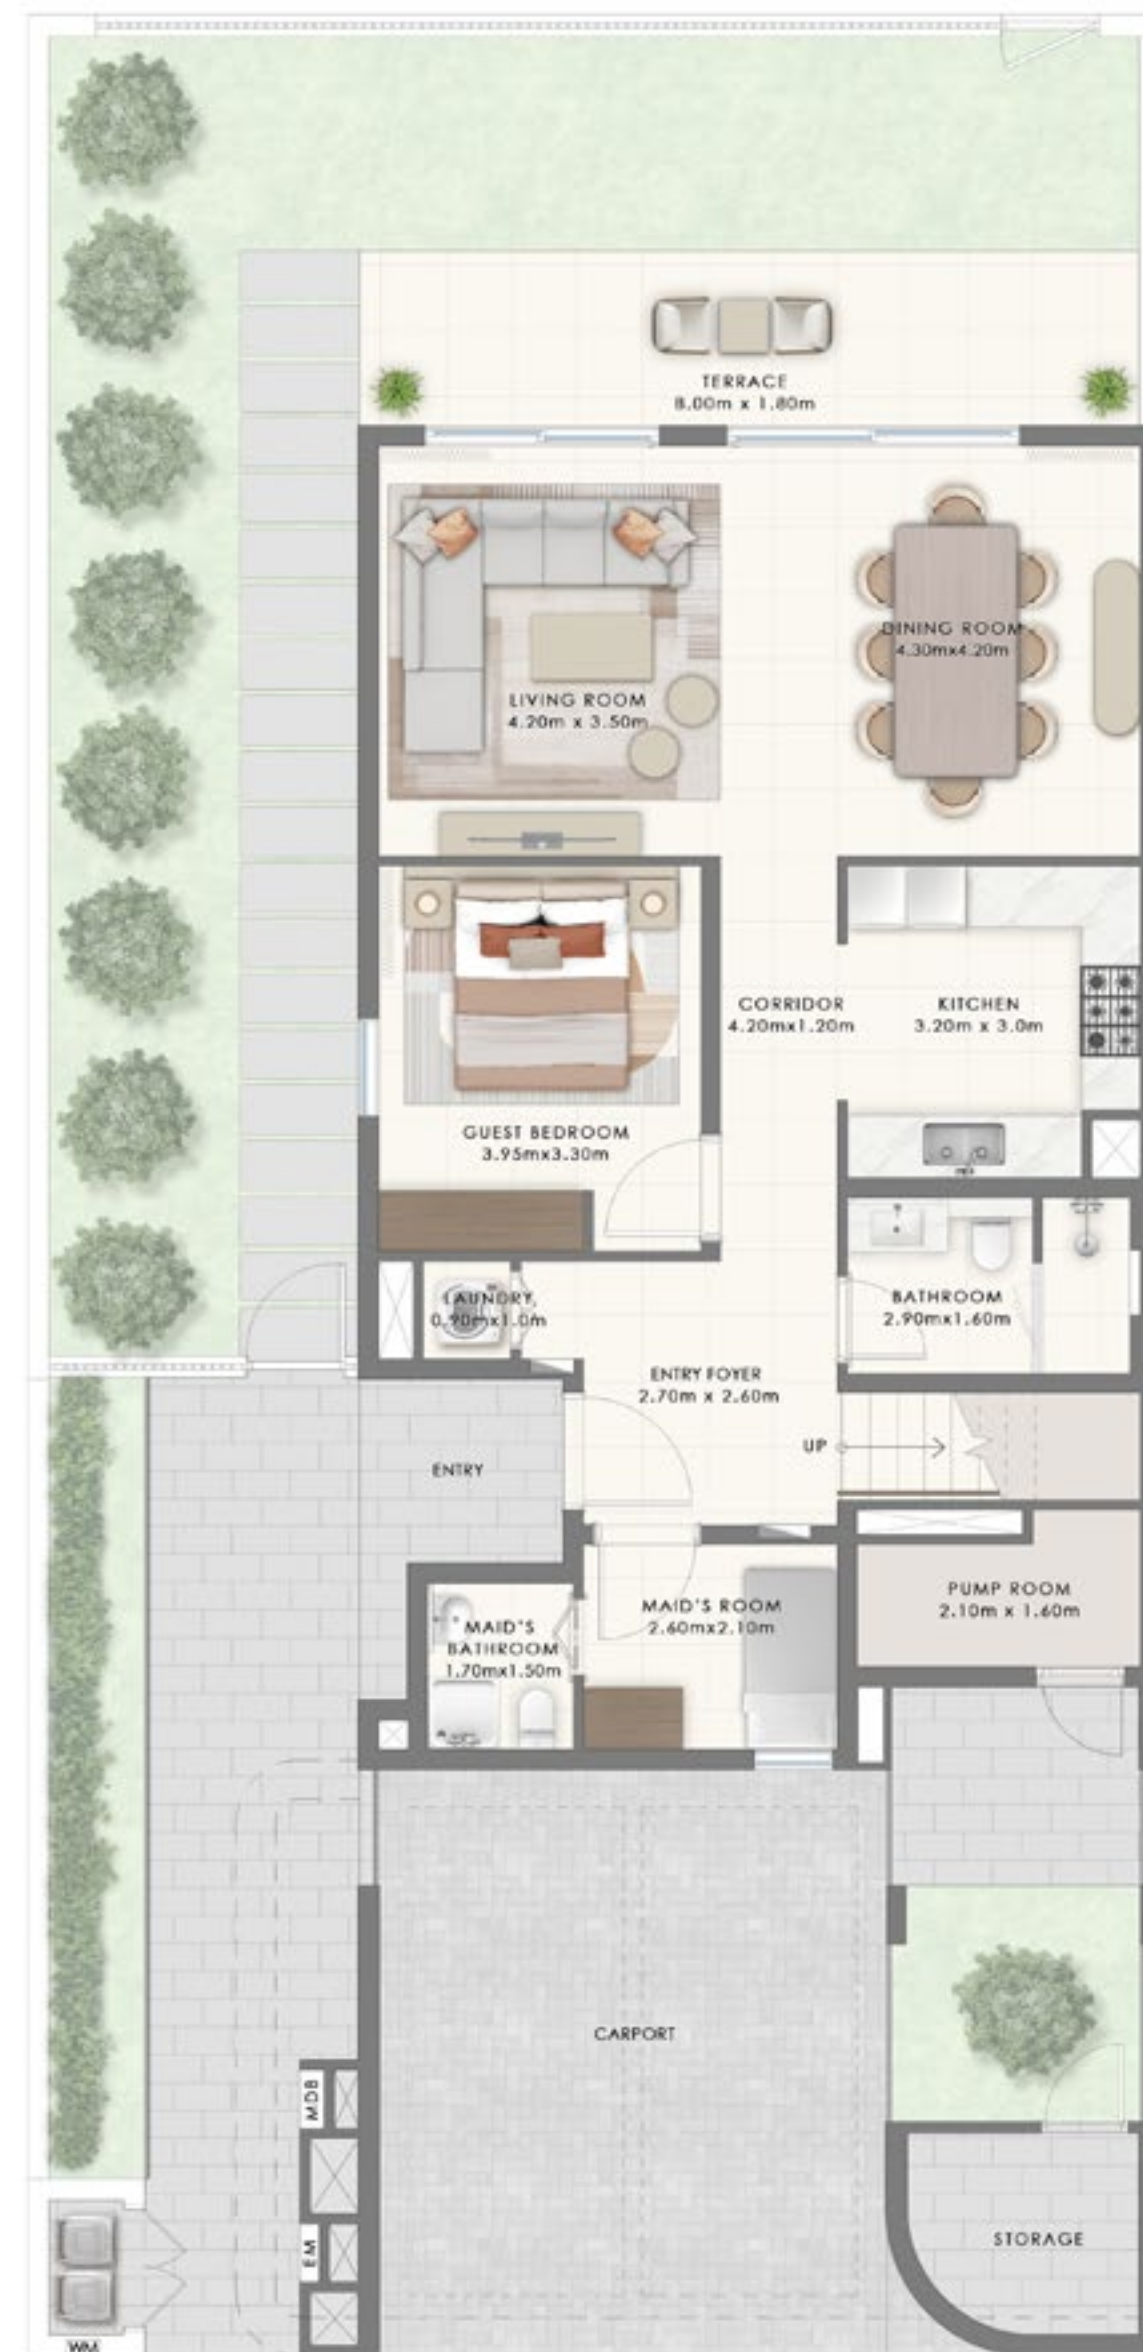 TERRACE
8.00m x 1.80m
DINING ROOM
4.30mx4.20m
LIVING ROOM
4.20m x 3.50m
CORRIDOR
4.20mx1.20m
KITCHEN
3.20m x 3.0m
GUEST BEDROOM
3.95mx3.30m
LAUNDRY
0.90mx1.0m
BATHROOM
2.90mx1.60m
ENTRY FOYER
2.70m x 2.60m
UP
ENTRY
PUMP ROOM
2.10m x 1.60m
MAID'S ROOM
2.60mx2.10m
MAID'S
BATHROOM
1.70mx1.50m
CARPORT
MDB
EM
STORAGE
WM